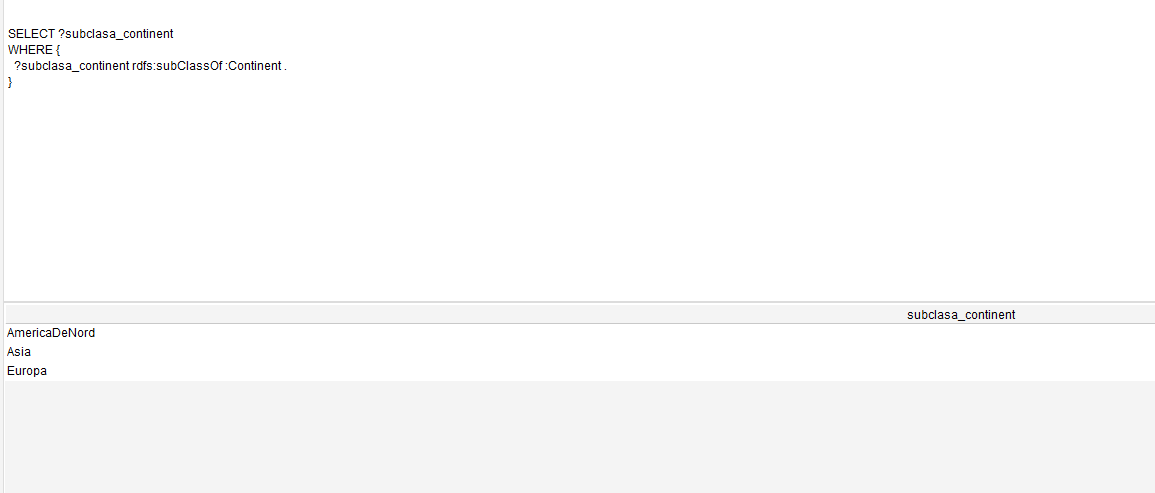 SELECT ?subclasa_continent
WHERE {
?subclasa_continent rdfs:subClassOf :Continent .
}
subclasa_continent
AmericaDeNord
Asia
Europa